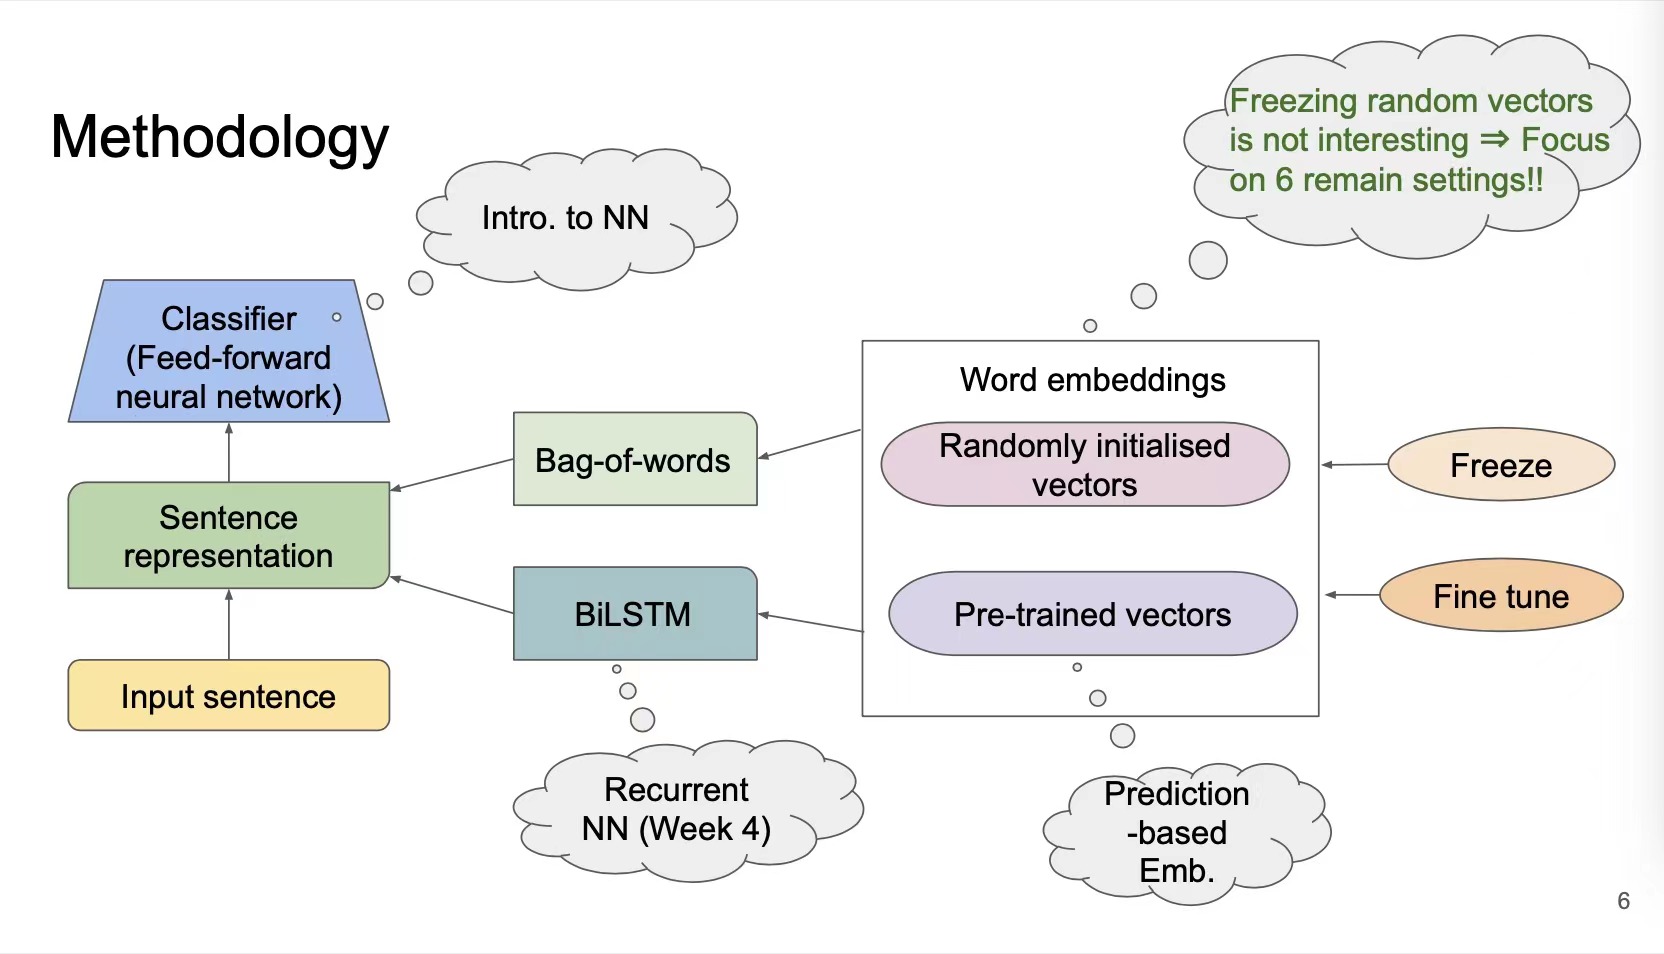 Methodology
Freezing random vectors
is not interesting ⇒ Focus
on 6 remain settings!!
Intro. to NN
Classifier
(Feed-forward
neural network)
Sentence
representation
Input sentence
Bag-of-words
BiLSTM
Recurrent
NN (Week 4)
Word embeddings
Randomly initialised
vectors
Pre-trained vectors
Prediction
-based
Emb.
Freeze
Fine tune
6